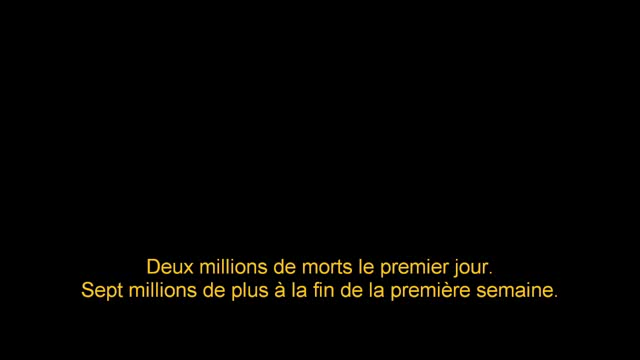 Deux millions de morts le premier jour.
Sept millions de plus à la fin de la première semaine.